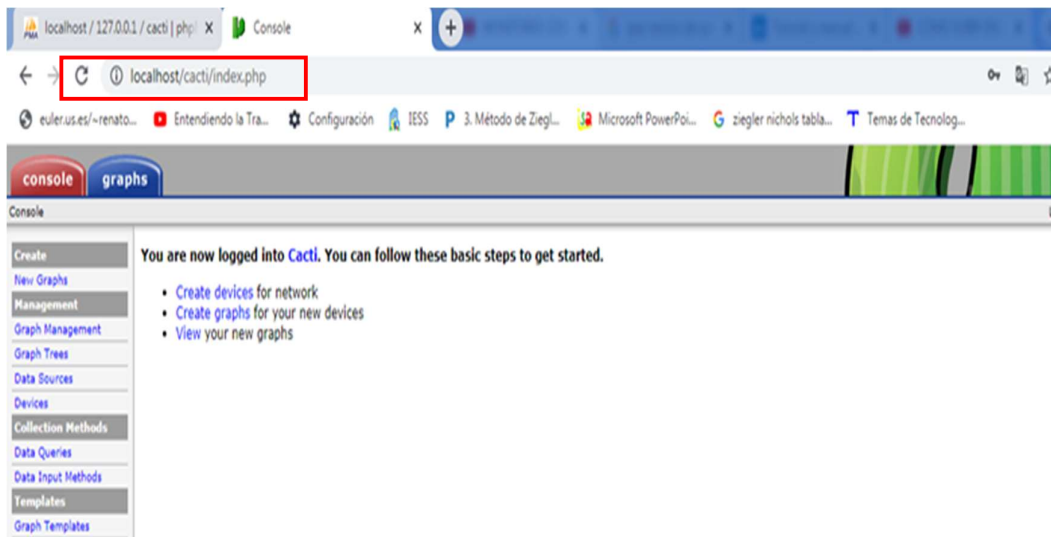 localhost / 127.0.0.1 / cacti | php
Console
localhost/cacti/index.php
euler.us.es/~renato...
Entendiendo la Tra...
Configuración
IESS
3. Método de Ziegl...
Microsoft PowerPoi...
ziegler nichols tabla...
Temas de Tecnolog...
console
graphs
Console
Create
New Graphs
Management
Graph Management
Graph Trees
Data Sources
Devices
Collection Methods
Data Queries
Data Input Methods
Templates
Graph Templates
You are now logged into Cacti. You can follow these basic steps to get started.
• Create devices for network
• Create graphs for your new devices
• View your new graphs